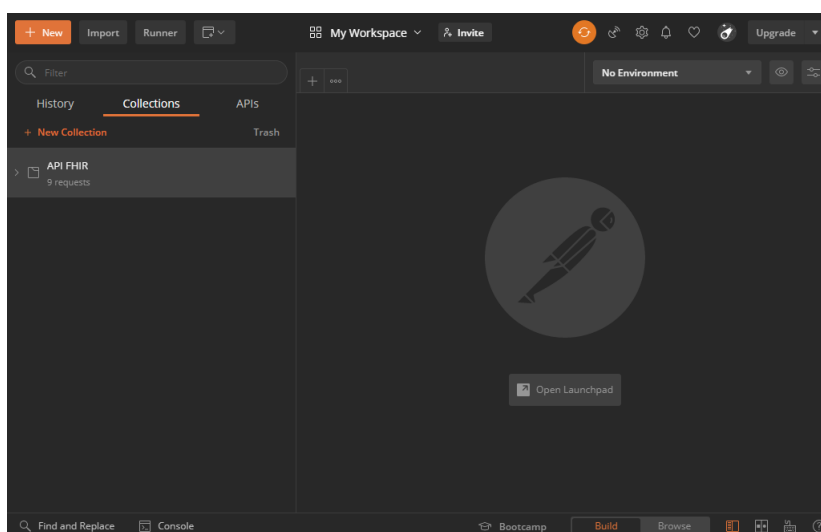 + New Import Runner My Workspace Invite Upgrade
Filter
No Environment
History Collections APIs
+ New Collection Trash
API FHIR
9 requests
Open Launchpad
Find and Replace Console Bootcamp Build Browse